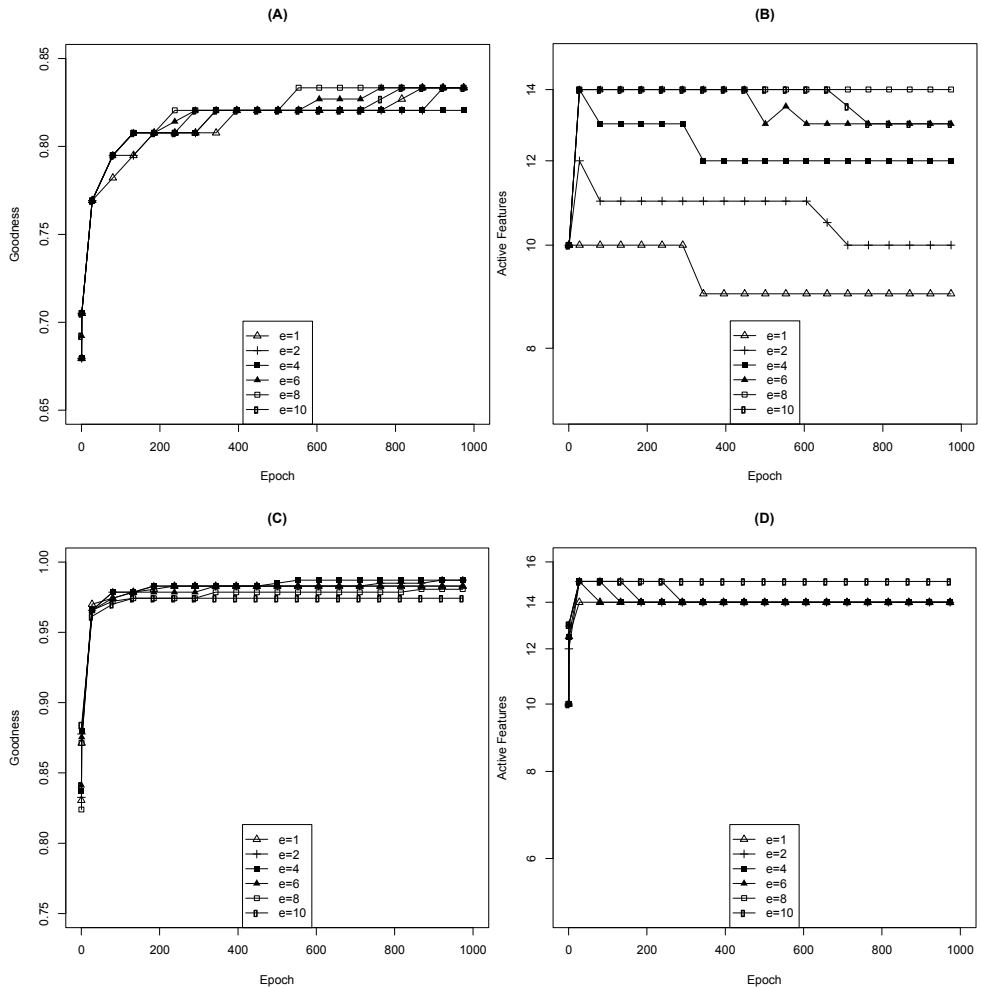 (A)
Goodness
0.85
0.80
0.75
0.70
0.65
0 200 400 600 800 1000
Epoch
e=1
e=2
e=4
e=6
e=8
e=10
(B)
Active Features
14
12
10
8
0 200 400 600 800 1000
Epoch
e=1
e=2
e=4
e=6
e=8
e=10
(C)
Goodness
1.00
0.95
0.90
0.85
0.80
0.75
0 200 400 600 800 1000
Epoch
e=1
e=2
e=4
e=6
e=8
e=10
(D)
Active Features
16
14
12
10
8
6
0 200 400 600 800 1000
Epoch
e=1
e=2
e=4
e=6
e=8
e=10